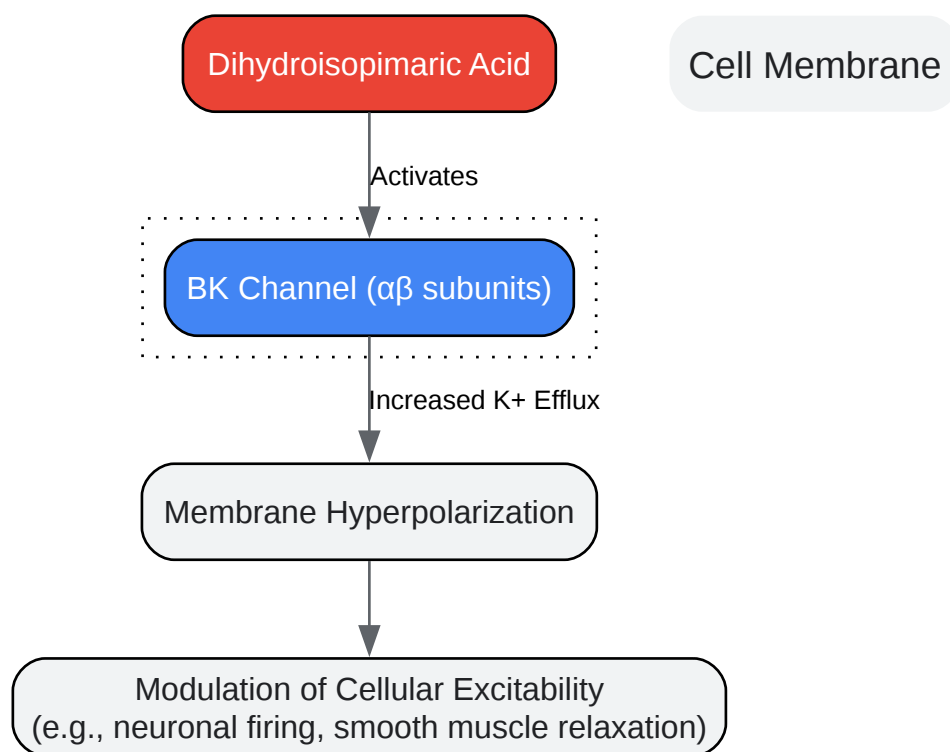 Dihydroisopimaric Acid
Cell Membrane
Activates
BK Channel (αβ subunits)
Increased K+ Efflux
Membrane Hyperpolarization
Modulation of Cellular Excitability
(e.g., neuronal firing, smooth muscle relaxation)